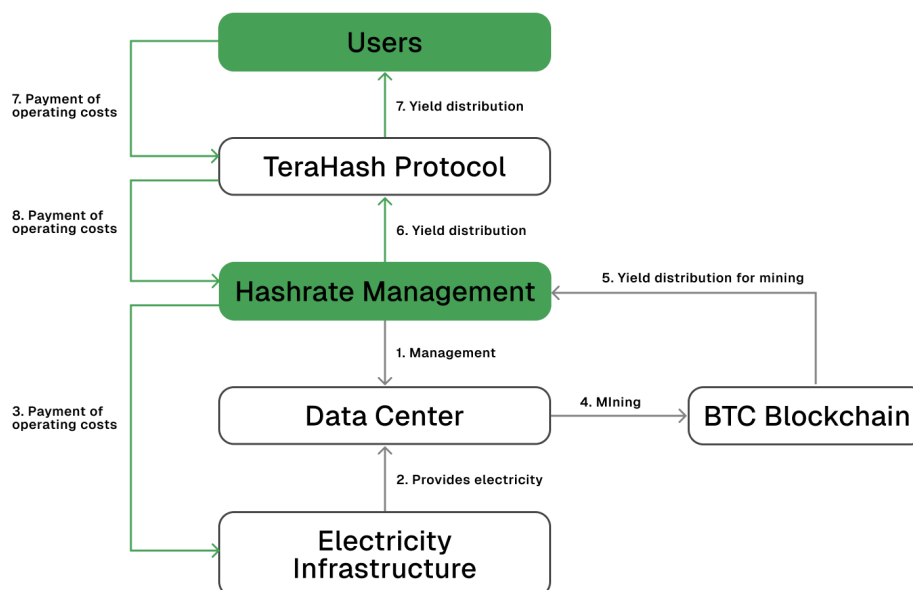 Users
7. Payment of
operating costs
7. Yield distribution
TeraHash Protocol
8. Payment of
operating costs
6. Yield distribution
5. Yield distribution for mining
Hashrate Management
1. Management
3. Payment of
operating costs
Data Center
4. MIning
BTC Blockchain
2. Provides electricity
Electricity
Infrastructure